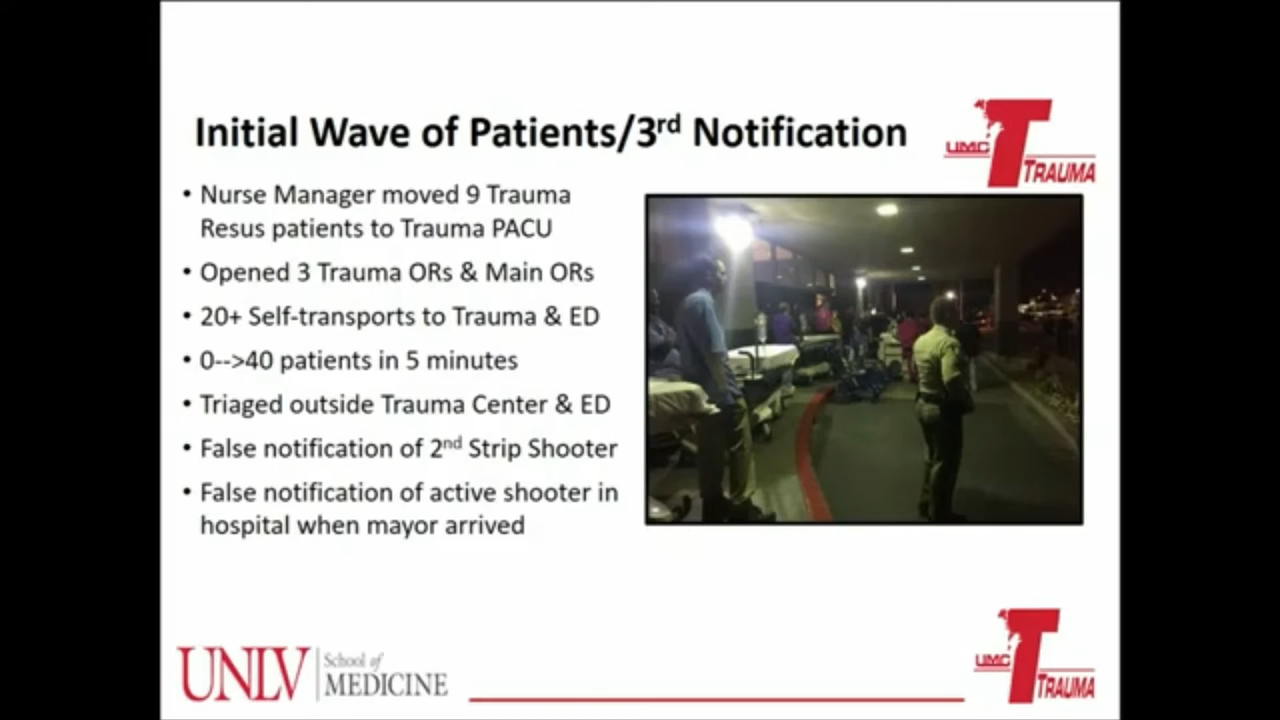 Initial Wave of Patients/3rd Notification
UMC
TRAUMA
• Nurse Manager moved 9 Trauma
Resus patients to Trauma PACU
• Opened 3 Trauma ORs & Main ORs
• 20+ Self-transports to Trauma & ED
• 0-->40 patients in 5 minutes
• Triaged outside Trauma Center & ED
• False notification of 2nd Strip Shooter
• False notification of active shooter in
hospital when mayor arrived
UNLV
School of
MEDICINE
UMC
TRAUMA